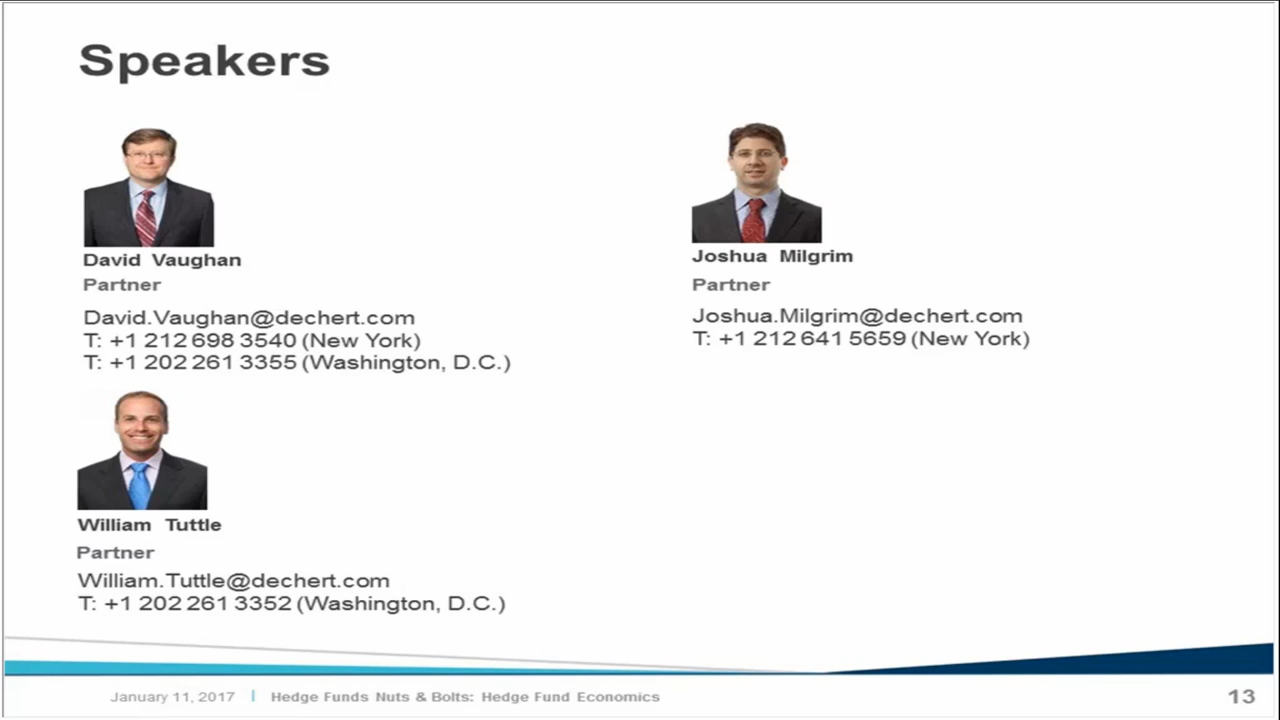 Speakers
David Vaughan
Partner
David.Vaughan@dechert.com
T: +1 212 698 3540 (New York)
T: +1 202 261 3355 (Washington, D.C.)
Joshua Milgrim
Partner
Joshua.Milgrim@dechert.com
T: +1 212 641 5659 (New York)
William Tuttle
Partner
William.Tuttle@dechert.com
T: +1 202 261 3352 (Washington, D.C.)
January 11, 2017 | Hedge Funds Nuts & Bolts: Hedge Fund Economics
13